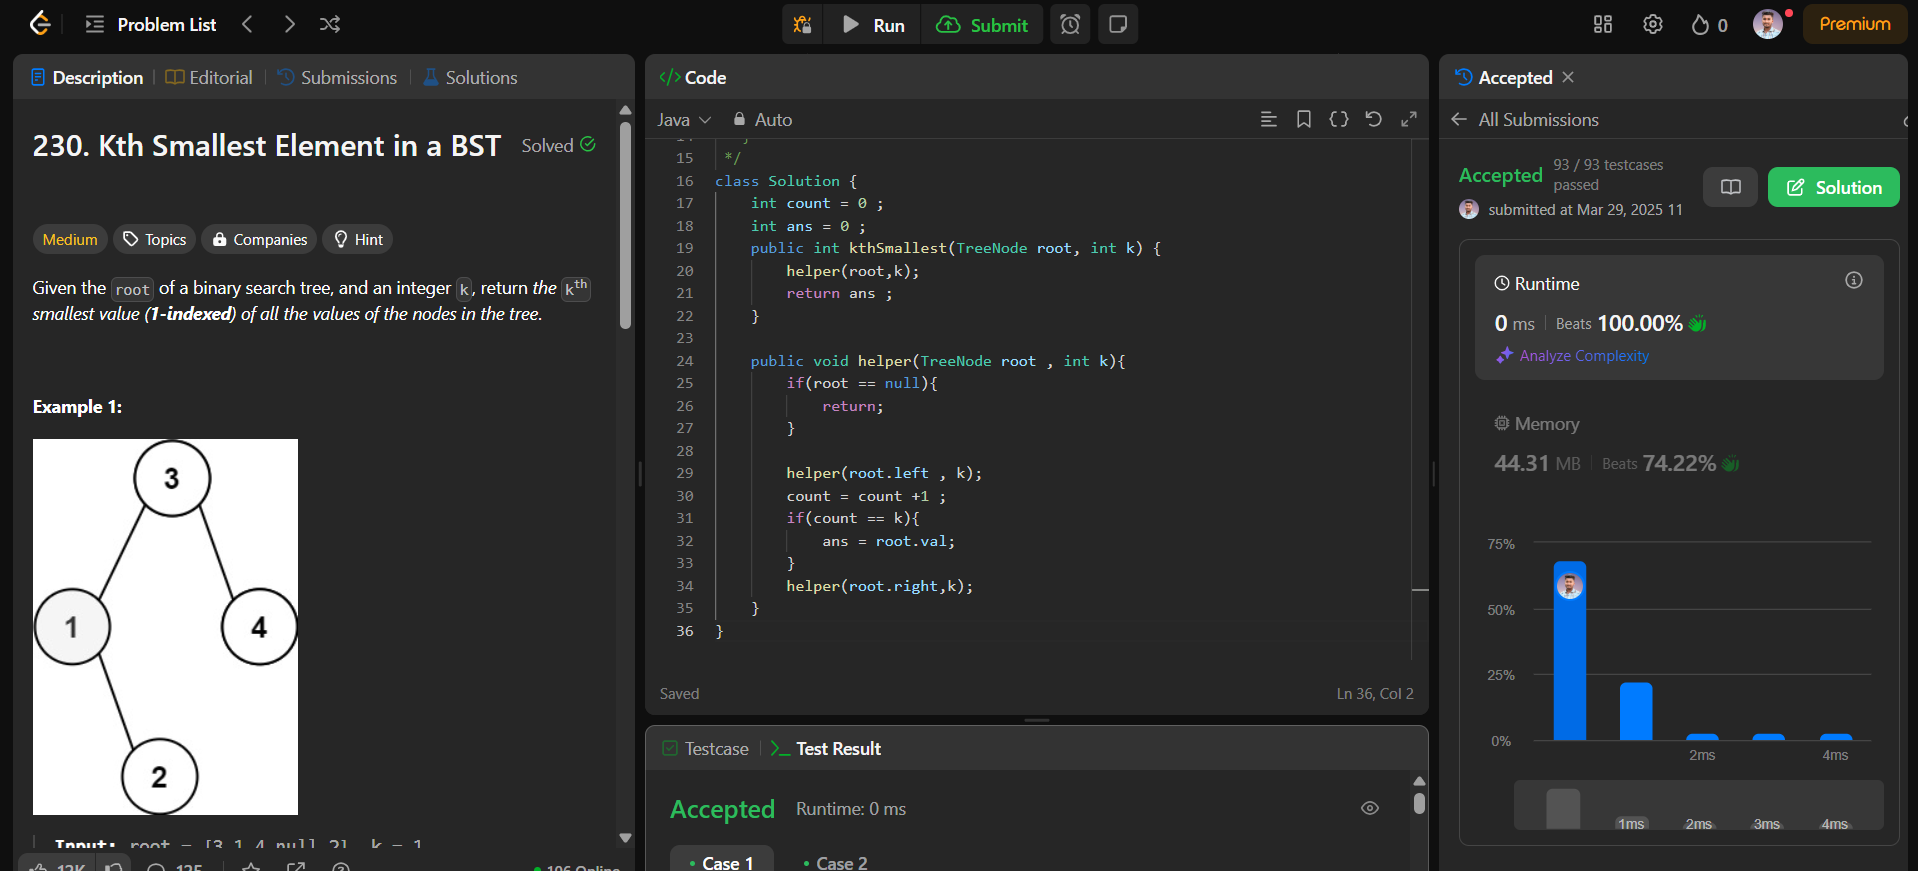 Problem List
Run
Submit
0
Premium
Description
Editorial
Submissions
Solutions
230. Kth Smallest Element in a BST
Solved
Medium
Topics
Companies
Hint
Given the root of a binary search tree, and an integer k, return the kth
smallest value (1-indexed) of all the values of the nodes in the tree.
Example 1:
3
1
4
2
Input: root = [3,1,4,null,2], k = 1
Code
Java
Auto
15 */
16 class Solution {
17 int count = 0 ;
18 int ans = 0 ;
19 public int kthSmallest(TreeNode root, int k) {
20 helper(root,k);
21 return ans ;
22 }
23
24 public void helper(TreeNode root , int k){
25 if(root == null){
26 return;
27 }
28
29 helper(root.left , k);
30 count = count +1 ;
31 if(count == k){
32 ans = root.val;
33 }
34 helper(root.right,k);
35 }
36 }
Saved
Ln 36, Col 2
Testcase
Test Result
Accepted
Runtime: 0 ms
Case 1
Case 2
Accepted
All Submissions
Accepted
93 / 93 testcases
passed
submitted at Mar 29, 2025 11
Solution
Runtime
0 ms
Beats 100.00%
Analyze Complexity
Memory
44.31 MB
Beats 74.22%
75%
50%
25%
0%
2ms
4ms
1ms
2ms
3ms
4ms